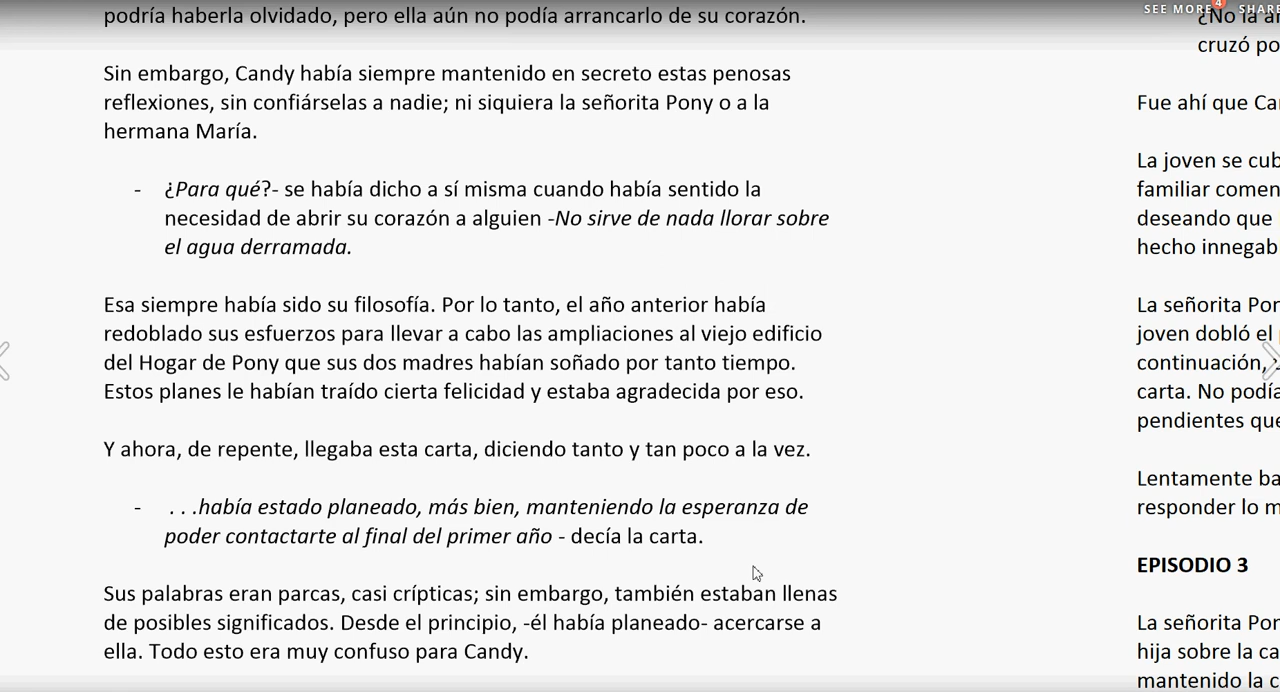 podría haberla olvidado, pero ella aún no podía arrancarlo de su corazón.
Sin embargo, Candy había siempre mantenido en secreto estas penosas
reflexiones, sin confiárselas a nadie; ni siquiera la señorita Pony o a la
hermana María.
- ¿Para qué?- se había dicho a sí misma cuando había sentido la
necesidad de abrir su corazón a alguien -No sirve de nada llorar sobre
el agua derramada.
Esa siempre había sido su filosofía. Por lo tanto, el año anterior había
redoblado sus esfuerzos para llevar a cabo las ampliaciones al viejo edificio
del Hogar de Pony que sus dos madres habían soñado por tanto tiempo.
Estos planes le habían traído cierta felicidad y estaba agradecida por eso.
Y ahora, de repente, llegaba esta carta, diciendo tanto y tan poco a la vez.
- . . .había estado planeado, más bien, manteniendo la esperanza de
poder contactarte al final del primer año - decía la carta.
Sus palabras eran parcas, casi crípticas; sin embargo, también estaban llenas
de posibles significados. Desde el principio, -él había planeado- acercarse a
ella. Todo esto era muy confuso para Candy.
SEE MORE 4 SHARE
¿No la
cruzó po
Fue ahí que Ca
La joven se cub
familiar comen
deseando que
hecho innegab
La señorita Por
joven dobló el
continuación,
carta. No podía
pendientes que
Lentamente ba
responder lo m
EPISODIO 3
La señorita Por
hija sobre la ca
mantenido la c